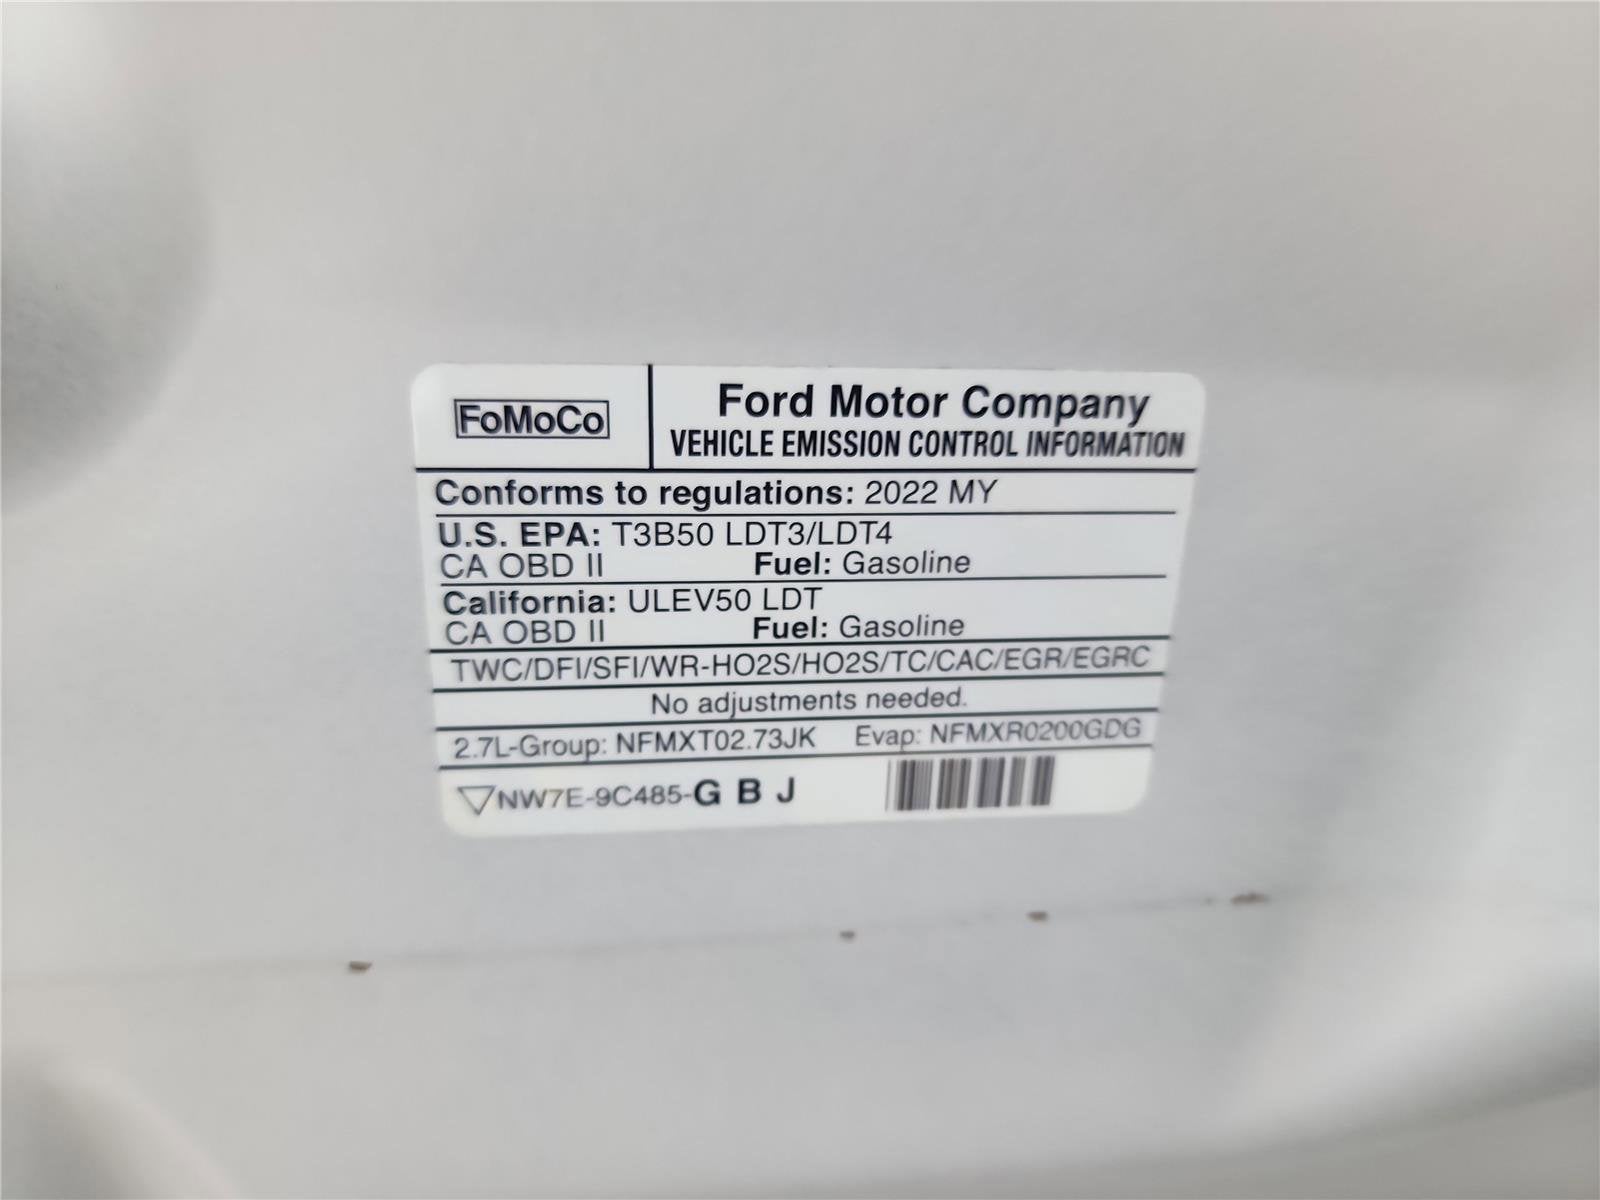 FoMoCo
Ford Motor Company
VEHICLE EMISSION CONTROL INFORMATION
Conforms to regulations: 2022 MY
U.S. EPA: T3B50 LDT3/LDT4
CA OBD II Fuel: Gasoline
California: ULEV50 LDT
CA OBD II Fuel: Gasoline
TWC/DFI/SFI/WR-HO2S/HO2S/TC/CAC/EGR/EGRC
No adjustments needed.
2.7L-Group: NFMXT02.73JK Evap: NFMXR0200GDG
NW7E-9C485-G B J